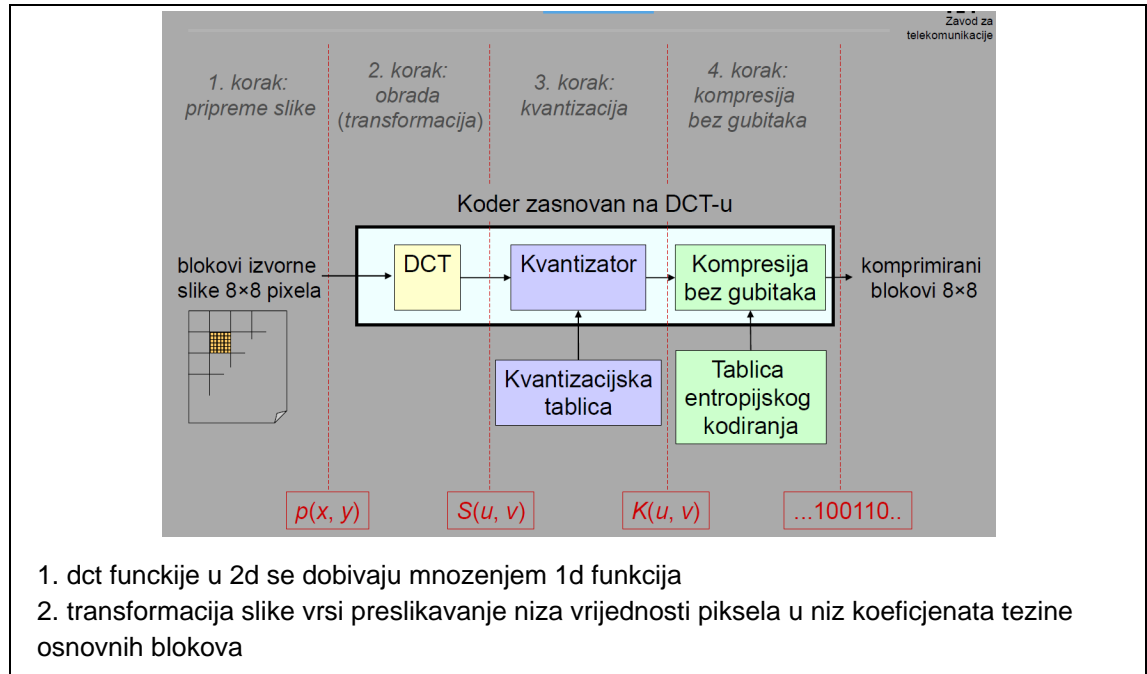 Zavod za
telekomunikacije
1. korak:
pripreme slike
2. korak:
obrada
(transformacija)
3. korak:
kvantizacija
4. korak:
kompresija
bez gubitaka
Koder zasnovan na DCT-u
blokovi izvorne
slike 8×8 pixela
DCT
Kvantizator
Kompresija
bez gubitaka
komprimirani
blokovi 8×8
Kvantizacijska
tablica
Tablica
entropijskog
kodiranja
p(x, y)
S(u, v)
K(u, v)
...100110..
1. dct funckije u 2d se dobivaju mnozenjem 1d funkcija
2. transformacija slike vrsi preslikavanje niza vrijednosti piksela u niz koeficjenata tezine
osnovnih blokova